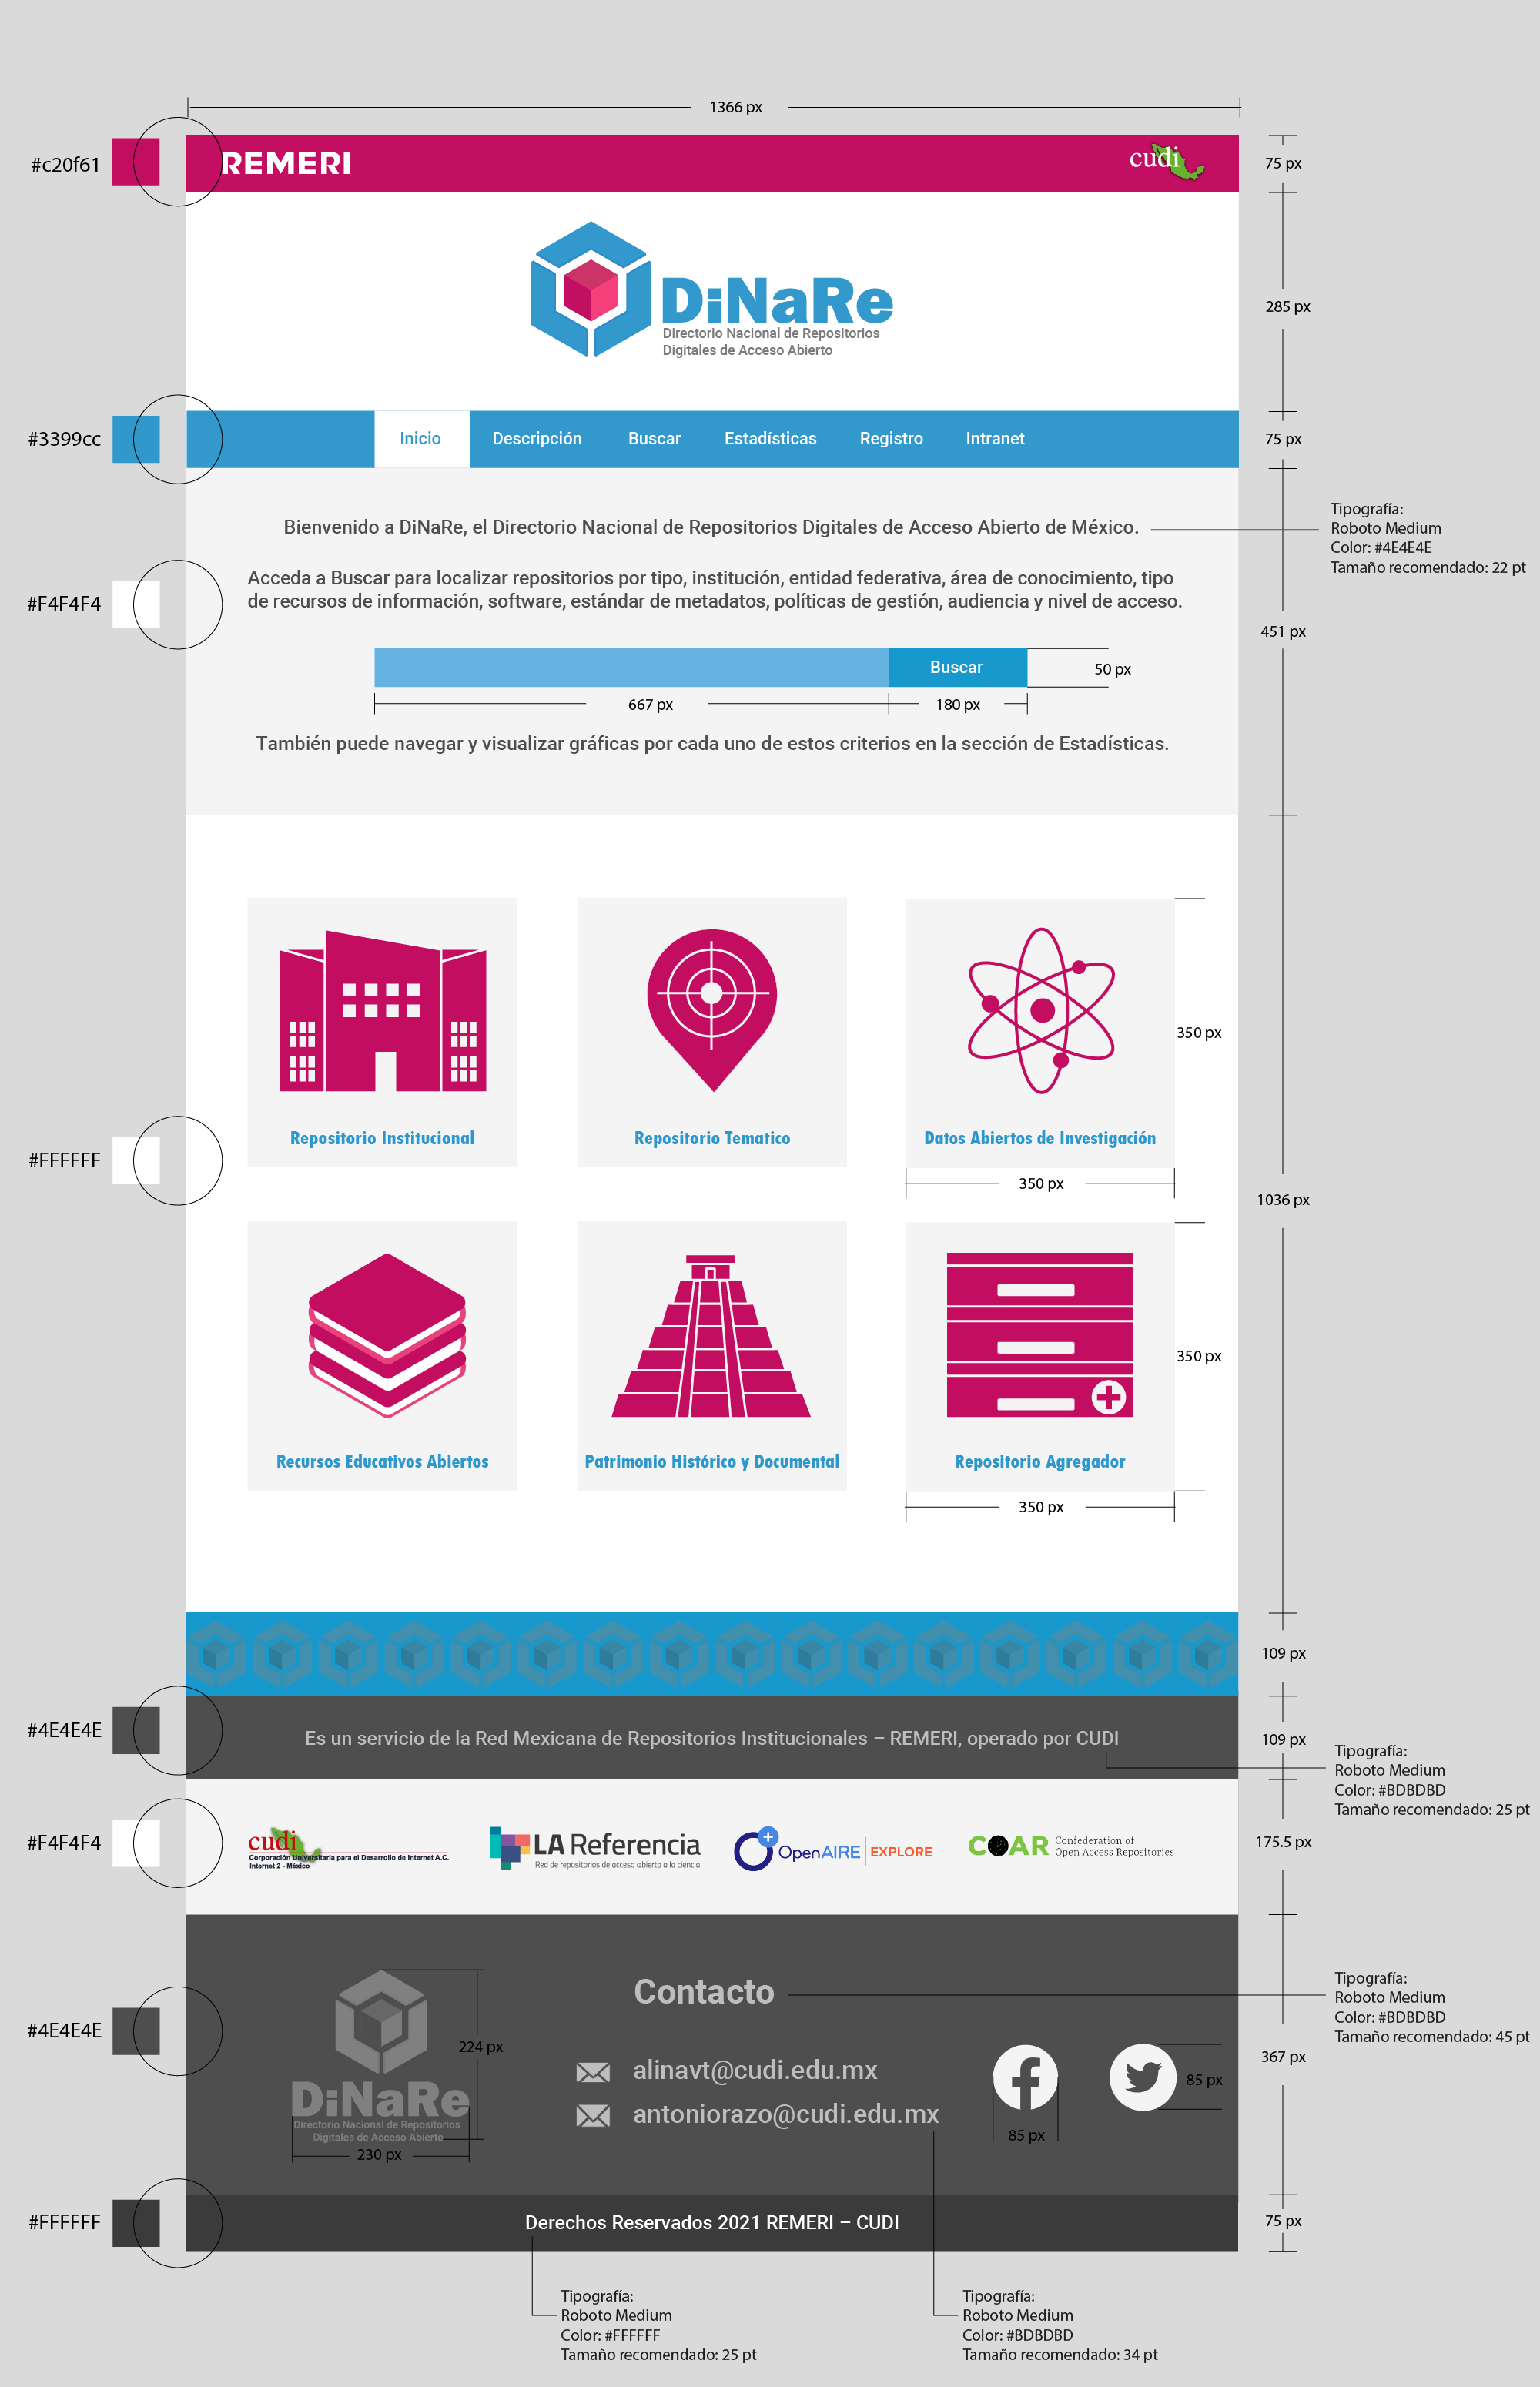 1366 px
#c20f61
REMERI
cudi
75 px
285 px
DiNaRe
Directorio Nacional de Repositorios
Digitales de Acceso Abierto
#3399cc
Inicio
Descripción
Buscar
Estadísticas
Registro
Intranet
75 px
Bienvenido a DiNaRe, el Directorio Nacional de Repositorios Digitales de Acceso Abierto de México.
Tipografía:
Roboto Medium
Color: #4E4E4E
Tamaño recomendado: 22 pt
#F4F4F4
Acceda a Buscar para localizar repositorios por tipo, institución, entidad federativa, área de conocimiento, tipo
de recursos de información, software, estándar de metadatos, políticas de gestión, audiencia y nivel de acceso.
451 px
Buscar
50 px
667 px
180 px
También puede navegar y visualizar gráficas por cada uno de estos criterios en la sección de Estadísticas.
350 px
Repositorio Institucional
Repositorio Tematico
Datos Abiertos de Investigación
#FFFFFF
350 px
1036 px
350 px
Recursos Educativos Abiertos
Patrimonio Histórico y Documental
Repositorio Agregador
350 px
109 px
#4E4E4E
Es un servicio de la Red Mexicana de Repositorios Institucionales – REMERI, operado por CUDI
109 px
Tipografía:
Roboto Medium
Color: #BDBDBD
Tamaño recomendado: 25 pt
#F4F4F4
cudi
Corporación Universitaria para el Desarrollo de Internet A.C.
Internet 2 - México
LA Referencia
Red de repositorios de acceso abierto a la ciencia
OpenAIRE
EXPLORE
COAR
Confederation of
Open Access Repositories
175.5 px
Contacto
Tipografía:
Roboto Medium
Color: #BDBDBD
Tamaño recomendado: 45 pt
#4E4E4E
224 px
alinavt@cudi.edu.mx
antoniorazo@cudi.edu.mx
85 px
85 px
367 px
DiNaRe
Directorio Nacional de Repositorios
Digitales de Acceso Abierto
230 px
#FFFFFF
Derechos Reservados 2021 REMERI – CUDI
75 px
Tipografía:
Roboto Medium
Color: #FFFFFF
Tamaño recomendado: 25 pt
Tipografía:
Roboto Medium
Color: #BDBDBD
Tamaño recomendado: 34 pt